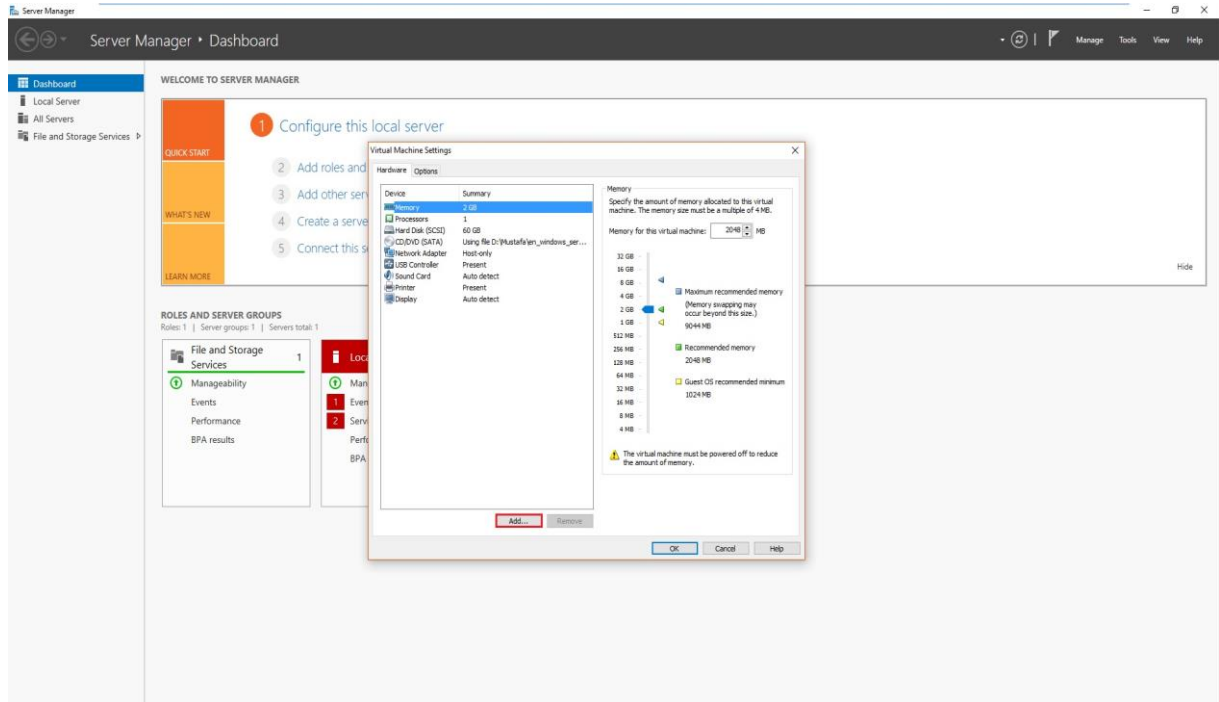 Server Manager
Server Manager • Dashboard
Manage Tools View Help
Dashboard
Local Server
All Servers
File and Storage Services
WELCOME TO SERVER MANAGER
QUICK START
WHAT'S NEW
LEARN MORE
1 Configure this local server
2 Add roles and
3 Add other ser
4 Create a serve
5 Connect this s
Hide
ROLES AND SERVER GROUPS
Roles: 1 | Server groups: 1 | Servers total: 1
File and Storage Services 1
Manageability
Events
Performance
BPA results
Loca
Man
1 Even
2 Servi
Perfo
BPA
Virtual Machine Settings
Hardware Options
Device Summary
Memory 2 GB
Processors 1
Hard Disk (SCSI) 60 GB
CD/DVD (SATA) Using file D:\Mustafa\en_windows_ser...
Network Adapter Host-only
USB Controller Present
Sound Card Auto detect
Printer Present
Display Auto detect
Add... Remove
Memory
Specify the amount of memory allocated to this virtual
machine. The memory size must be a multiple of 4 MB.
Memory for this virtual machine: 2048 MB
32 GB
16 GB
8 GB
4 GB
2 GB
1 GB
512 MB
256 MB
128 MB
64 MB
32 MB
16 MB
8 MB
4 MB
Maximum recommended memory
(Memory swapping may
occur beyond this size.)
9044 MB
Recommended memory
2048 MB
Guest OS recommended minimum
1024 MB
The virtual machine must be powered off to reduce
the amount of memory.
OK Cancel Help